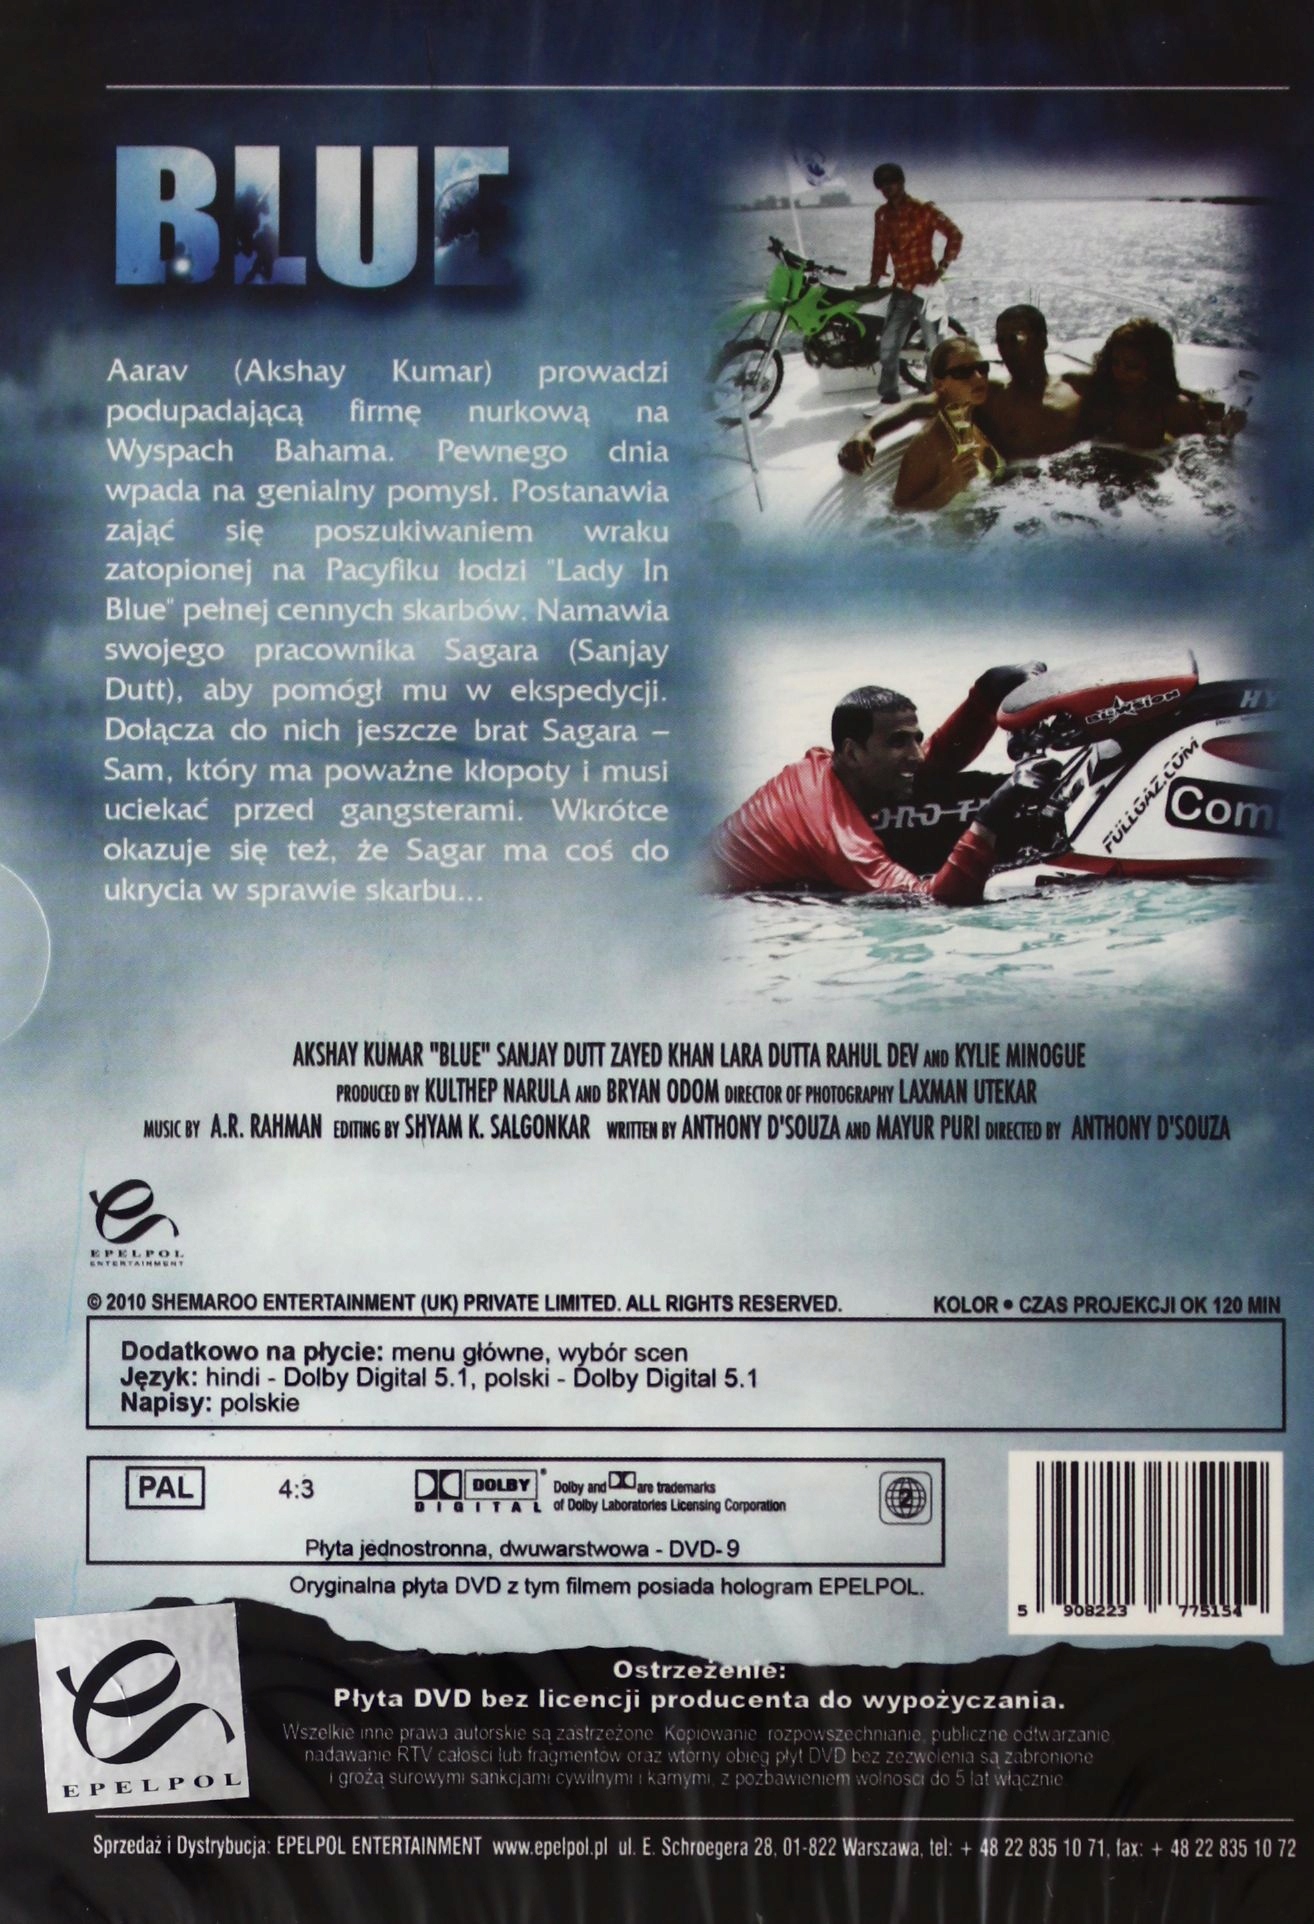 BLUE
Aarav (Akshay Kumar) prowadzi
podupadającą firmę nurkową na
Wyspach Bahama. Pewnego dnia
wpada na genialny pomysł. Postanawia
zająć się poszukiwaniem wraku
zatopionej na Pacyfiku łodzi "Lady In
Blue" pełnej cennych skarbów. Namawia
swojego pracownika Sagara (Sanjay
Dutt), aby pomógł mu w ekspedycji.
Dołącza do nich jeszcze brat Sagara –
Sam, który ma poważne kłopoty i musi
uciekać przed gangsterami. Wkrótce
okazuje się też, że Sagar ma coś do
ukrycia w sprawie skarbu...
HY
FULLGAZ.COM
Com
AKSHAY KUMAR "BLUE" SANJAY DUTT ZAYED KHAN LARA DUTTA RAHUL DEV AND KYLIE MINOGUE
PRODUCED BY KULTHEP NARULA AND BRYAN ODOM DIRECTOR OF PHOTOGRAPHY LAXMAN UTEKAR
MUSIC BY A.R. RAHMAN EDITING BY SHYAM K. SALGONKAR WRITTEN BY ANTHONY D'SOUZA AND MAYUR PURI DIRECTED BY ANTHONY D'SOUZA
EPELPOL
ENTERTAINMENT
© 2010 SHEMAROO ENTERTAINMENT (UK) PRIVATE LIMITED. ALL RIGHTS RESERVED. KOLOR • CZAS PROJEKCJI OK 120 MIN
Dodatkowo na płycie: menu główne, wybór scen
Język: hindi - Dolby Digital 5.1, polski - Dolby Digital 5.1
Napisy: polskie
PAL 4:3 DOLBY DIGITAL Dolby and are trademarks
of Dolby Laboratories Licensing Corporation
2
Płyta jednostronna, dwuwarstwowa - DVD-9
Oryginalna płyta DVD z tym filmem posiada hologram EPELPOL.
5 908223 775154
EPELPOL
Ostrzeżenie:
Płyta DVD bez licencji producenta do wypożyczania.
Wszelkie inne prawa autorskie są zastrzeżone. Kopiowanie, rozpowszechnianie, publiczne odtwarzanie,
nadawanie RTV całości lub fragmentów oraz wtórny obieg płyt DVD bez zezwolenia są zabronione
i grożą surowymi sankcjami cywilnymi i karnymi, z pozbawieniem wolności do 5 lat włącznie.
Sprzedaż i Dystrybucja: EPELPOL ENTERTAINMENT www.epelpol.pl ul. E. Schroegera 28, 01-822 Warszawa, tel: + 48 22 835 10 71, fax: + 48 22 835 10 72